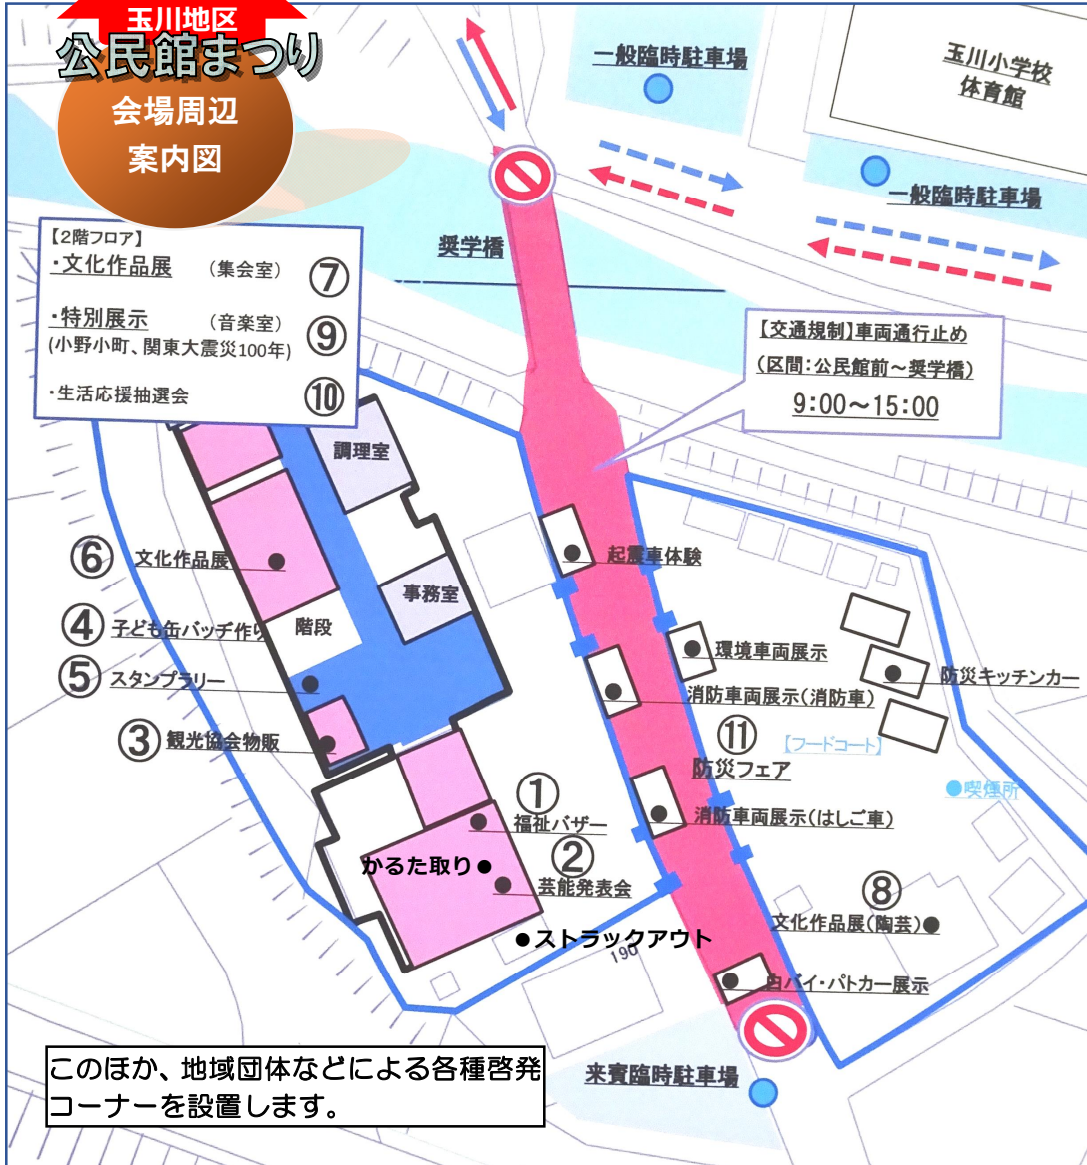 玉川地区
公民館まつり
会場周辺
案内図
一般臨時駐車場
玉川小学校
体育館
一般臨時駐車場
奨学橋
【2階フロア】
・文化作品展 (集会室) ⑦
・特別展示 (音楽室) ⑨
(小野小町、関東大震災100年)
・生活応援抽選会 ⑩
【交通規制】車両通行止め
(区間:公民館前~奨学橋)
9:00~15:00
調理室
⑥ 文化作品展
起震車体験
事務室
④ 子ども缶バッヂ作り
階段
⑤ スタンプラリー
環境車両展示
防災キッチンカー
消防車両展示(消防車)
③ 観光協会物販
⑪
防災フェア
【フードコート】
●喫煙所
①
福祉バザー
消防車両展示(はしご車)
かるた取り●
②
芸能発表会
⑧
文化作品展(陶芸)●
●ストラックアウト
190
白バイ・パトカー展示
来賓臨時駐車場
このほか、地域団体などによる各種啓発
コーナーを設置します。